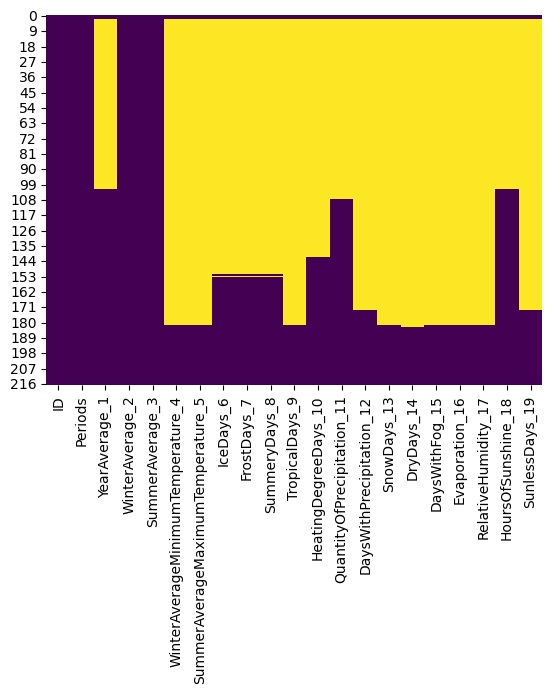 0
9
18
27
36
45
54
63
72
81
90
99
108
117
126
135
144
153
162
171
180
189
198
207
216
ID
Periods
YearAverage_1
WinterAverage_2
SummerAverage_3
WinterAverageMinimumTemperature_4
SummerAverageMaximumTemperature_5
IceDays_6
FrostDays_7
SummeryDays_8
TropicalDays_9
HeatingDegreeDays_10
QuantityOfPrecipitation_11
DaysWithPrecipitation_12
SnowDays_13
DryDays_14
DaysWithFog_15
Evaporation_16
RelativeHumidity_17
HoursOfSunshine_18
SunlessDays_19